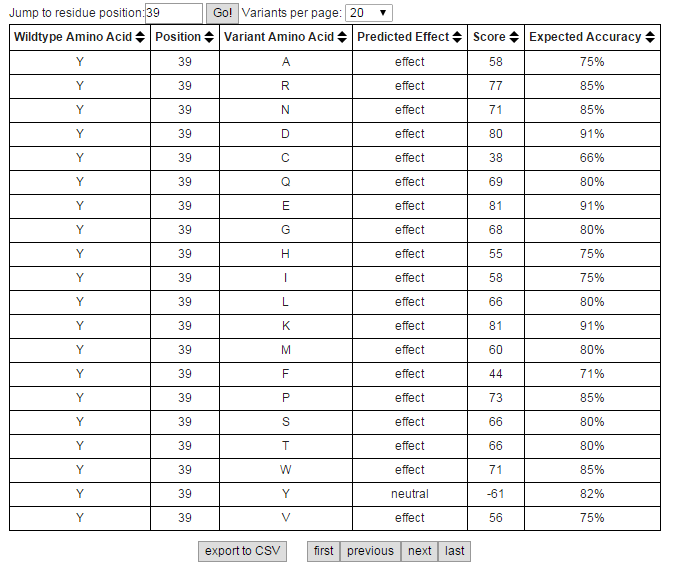 Jump to residue position: 39 Go! Variants per page: 20
Wildtype Amino Acid Position Variant Amino Acid Predicted Effect Score Expected Accuracy
Y 39 A effect 58 75%
Y 39 R effect 77 85%
Y 39 N effect 71 85%
Y 39 D effect 80 91%
Y 39 C effect 38 66%
Y 39 Q effect 69 80%
Y 39 E effect 81 91%
Y 39 G effect 68 80%
Y 39 H effect 55 75%
Y 39 I effect 58 75%
Y 39 L effect 66 80%
Y 39 K effect 81 91%
Y 39 M effect 60 80%
Y 39 F effect 44 71%
Y 39 P effect 73 85%
Y 39 S effect 66 80%
Y 39 T effect 66 80%
Y 39 W effect 71 85%
Y 39 Y neutral -61 82%
Y 39 V effect 56 75%
export to CSV first previous next last